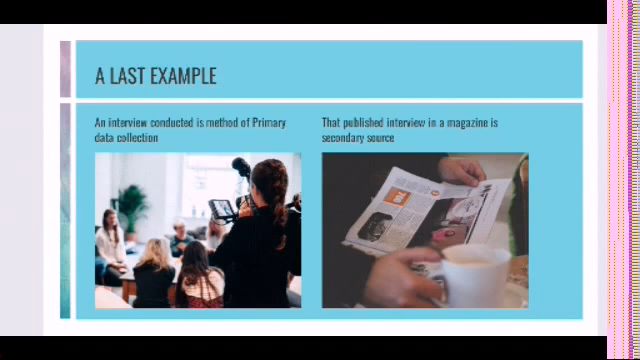 A LAST EXAMPLE
An interview conducted is method of Primary
data collection
That published interview in a magazine is
secondary source